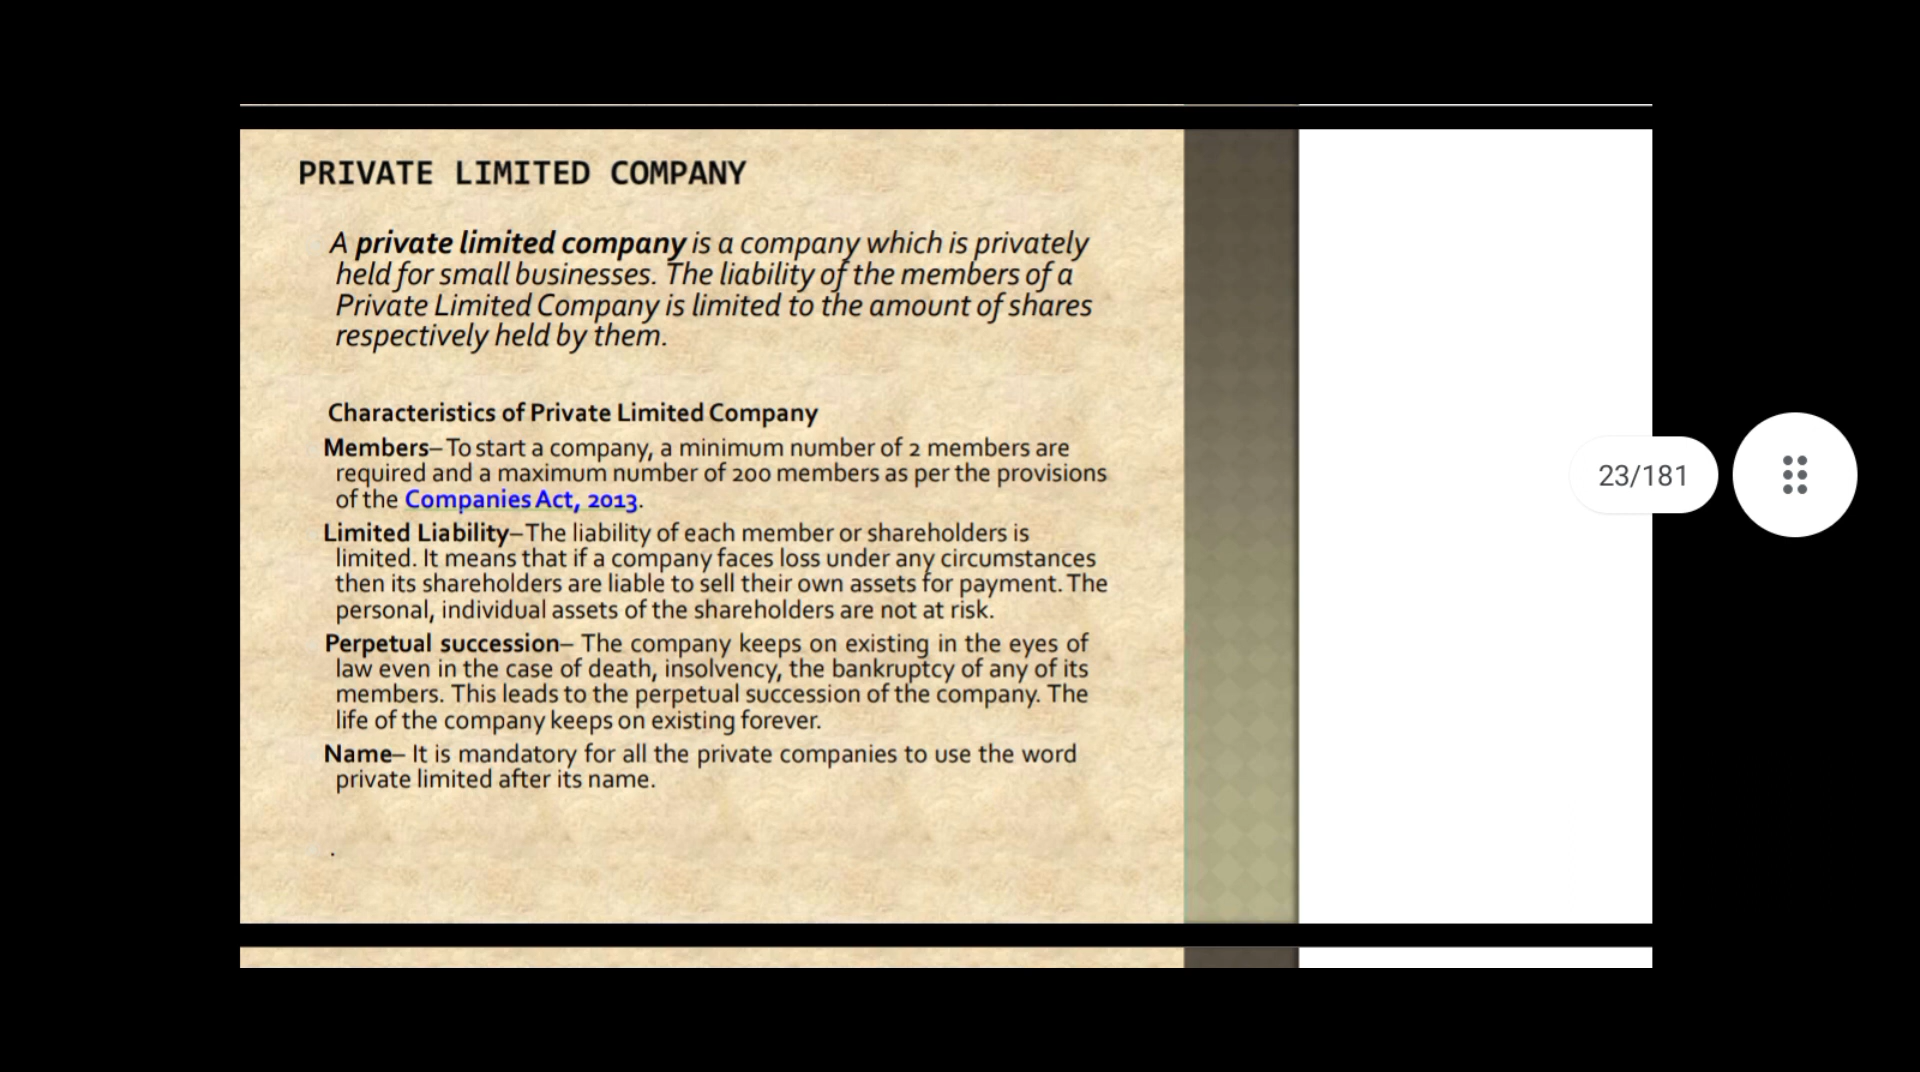 PRIVATE LIMITED COMPANY
A private limited company is a company which is privately
held for small businesses. The liability of the members of a
Private Limited Company is limited to the amount of shares
respectively held by them.
Characteristics of Private Limited Company
Members– To start a company, a minimum number of 2 members are
required and a maximum number of 200 members as per the provisions
of the Companies Act, 2013.
Limited Liability– The liability of each member or shareholders is
limited. It means that if a company faces loss under any circumstances
then its shareholders are liable to sell their own assets for payment. The
personal, individual assets of the shareholders are not at risk.
Perpetual succession– The company keeps on existing in the eyes of
law even in the case of death, insolvency, the bankruptcy of any of its
members. This leads to the perpetual succession of the company. The
life of the company keeps on existing forever.
Name– It is mandatory for all the private companies to use the word
private limited after its name.
.
23/181